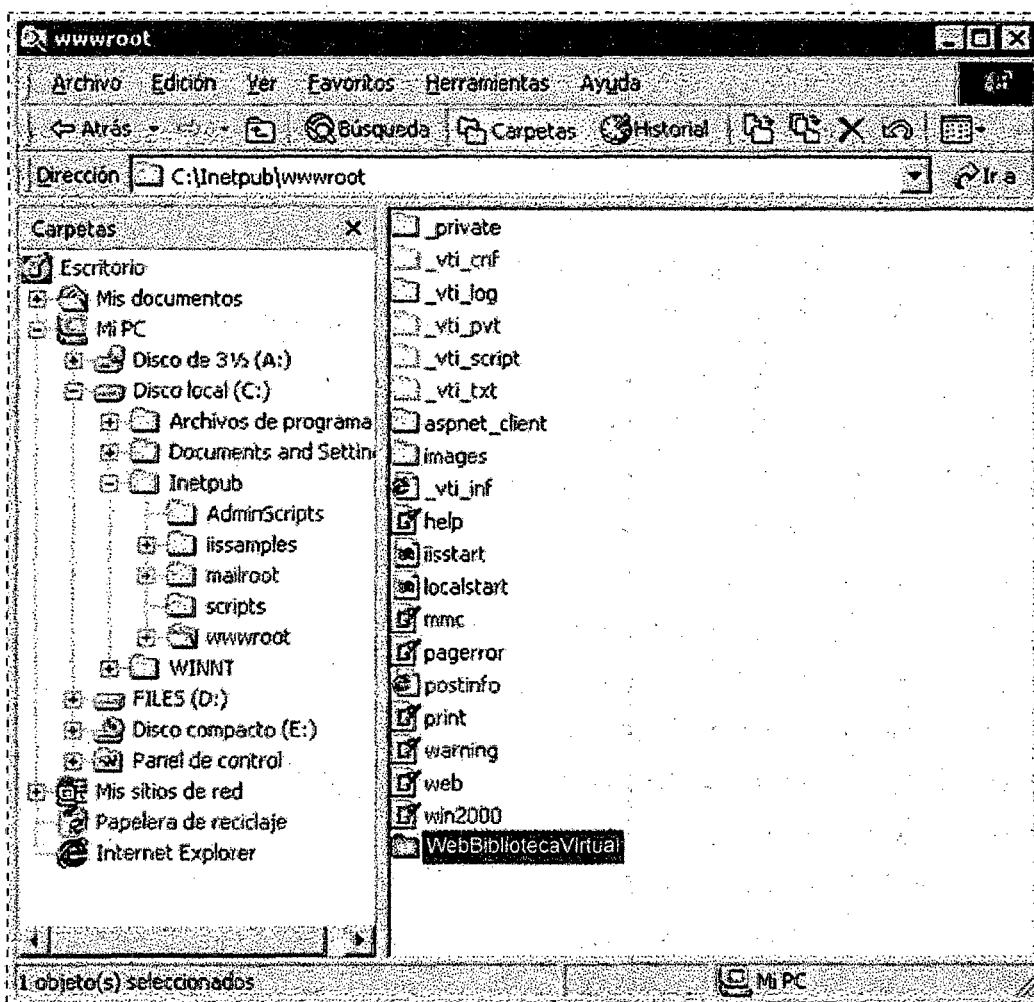 wwwroot
Archivo Edición Ver Favoritos Herramientas Ayuda
Atrás Búsqueda Carpetas Historial
Dirección C:\Inetpub\wwwroot Ir a
Carpetas
Escritorio
Mis documentos
Mi PC
Disco de 3½ (A:)
Disco local (C:)
Archivos de programa
Documents and Settin
Inetpub
AdminScripts
iissamples
mailroot
scripts
wwwroot
WINNT
FILES (D:)
Disco compacto (E:)
Panel de control
Mis sitios de red
Papelera de reciclaje
Internet Explorer
_private
_vti_cnf
_vti_log
_vti_pvt
_vti_script
_vti_txt
aspnet_client
images
_vti_inf
help
iisstart
localstart
mmc
pagerror
postinfo
print
warning
web
win2000
WebBibliotecaVirtual
1 objeto(s) seleccionados Mi PC